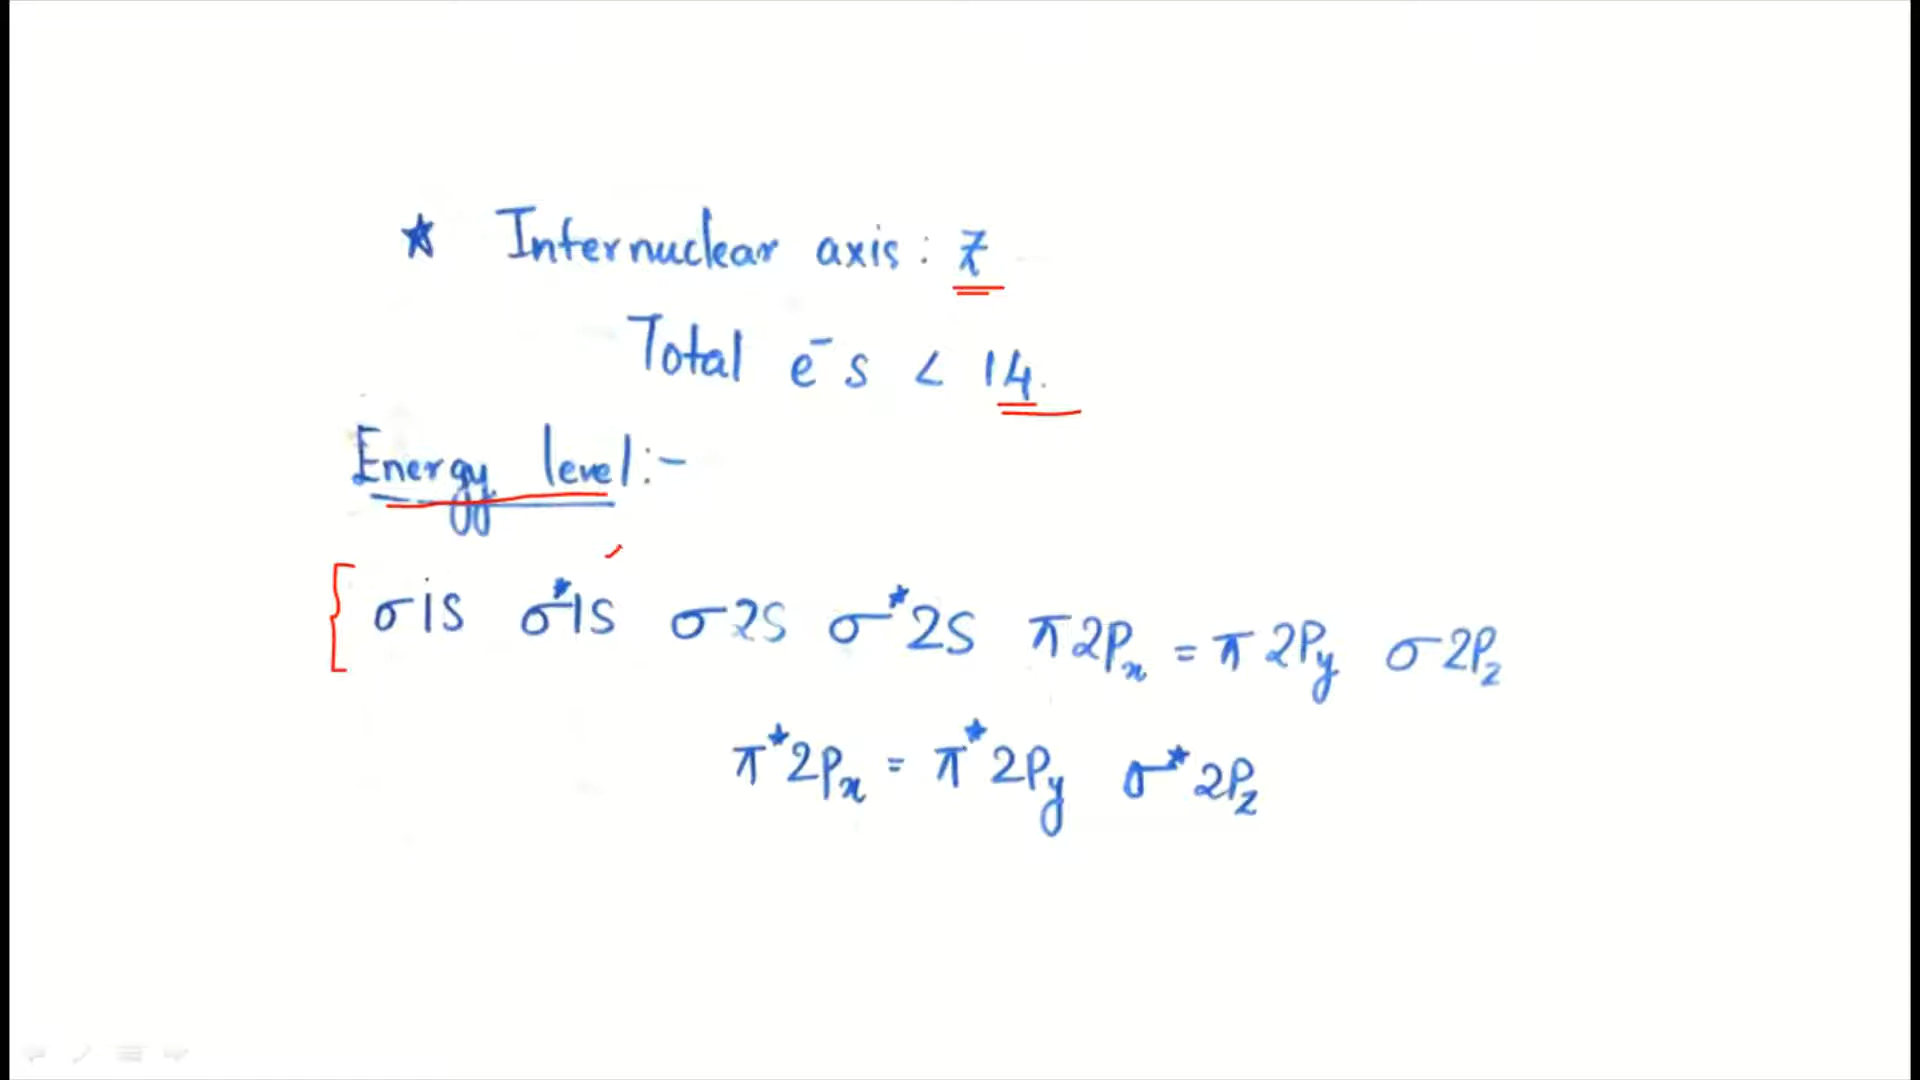 ★ Internuclear axis : z
Total e⁻s < 14.
Energy level:-
σ1s σ*1s σ2s σ*2s π2Px = π2Py σ2Pz
π*2Px = π*2Py σ*2Pz